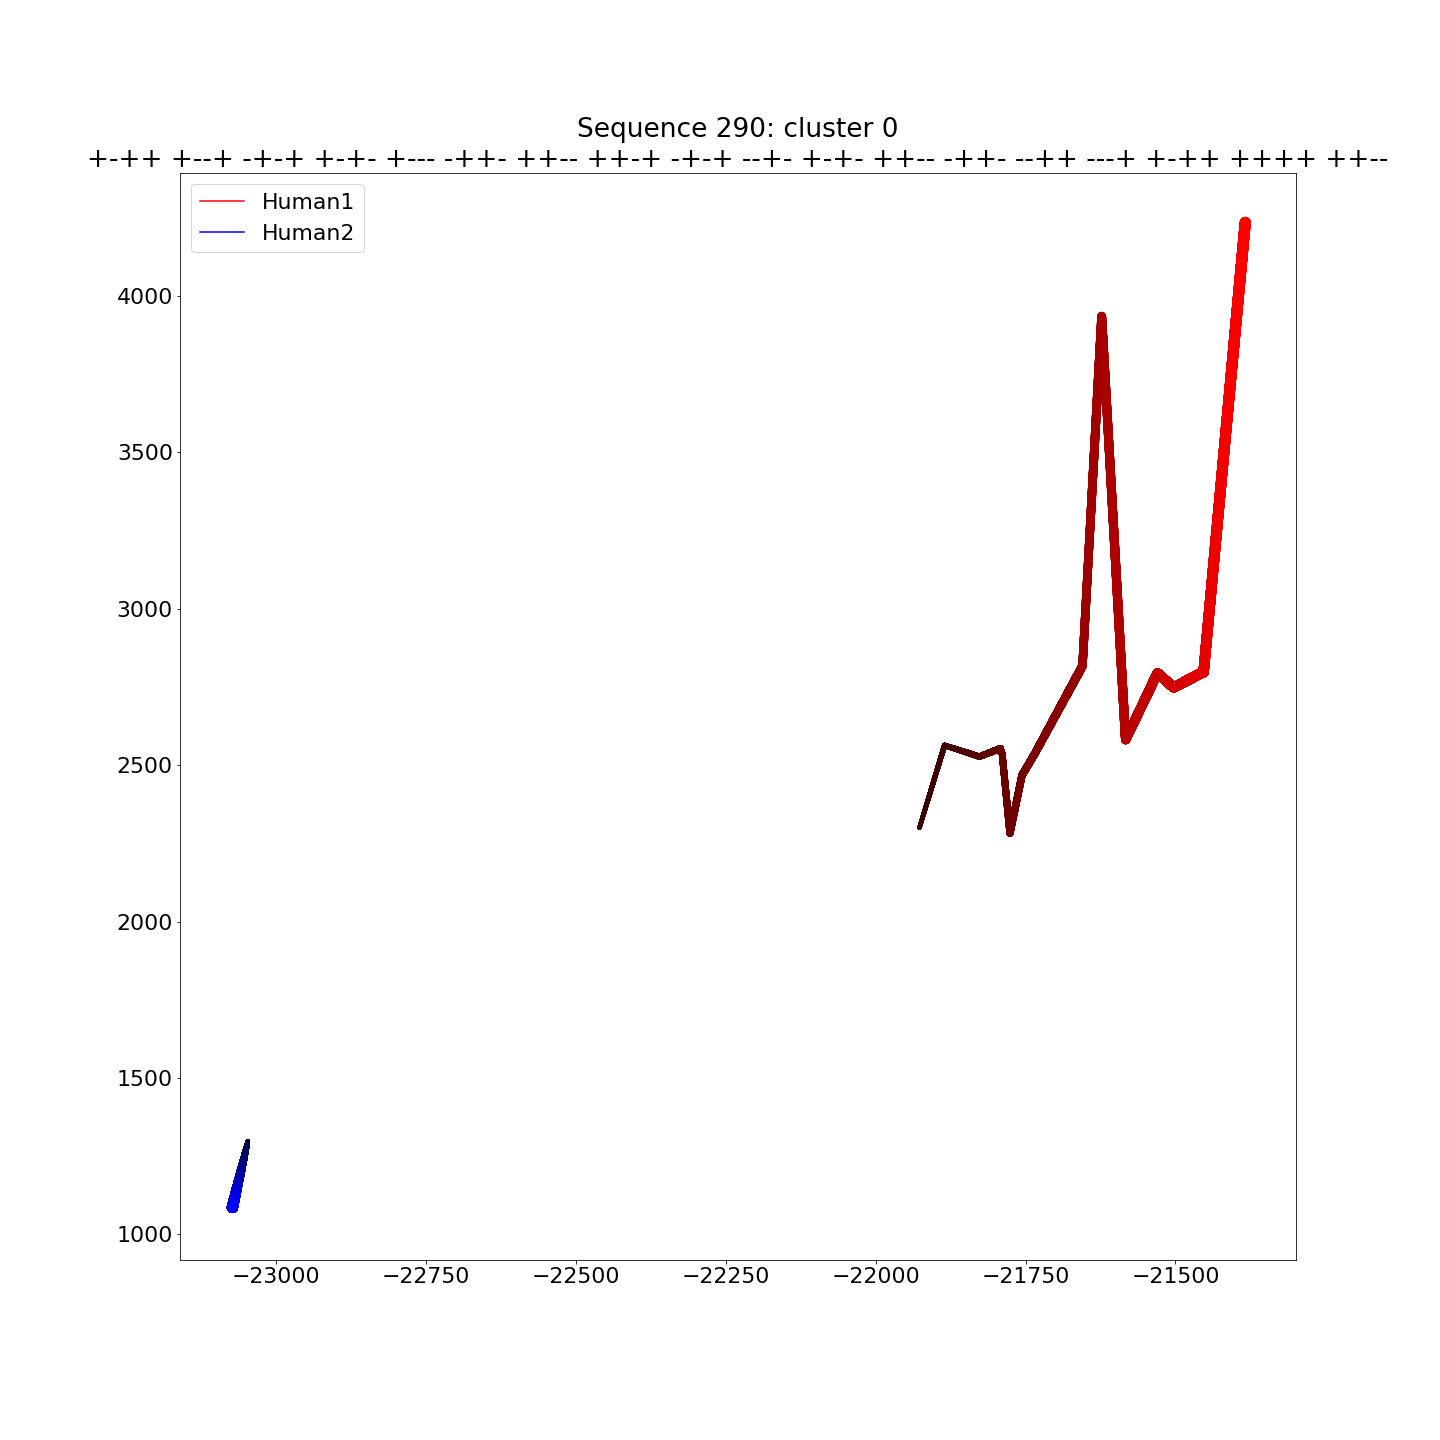 Sequence 290: cluster 0
+-++ +--+ -+-+ +-+- +--- -++- ++-- ++-+ -+-+ --+- +-+- ++-- -++- --++ ---+ +-++ ++++ ++--
Human1
Human2
4000
3500
3000
2500
2000
1500
1000
−23000 −22750 −22500 −22250 −22000 −21750 −21500